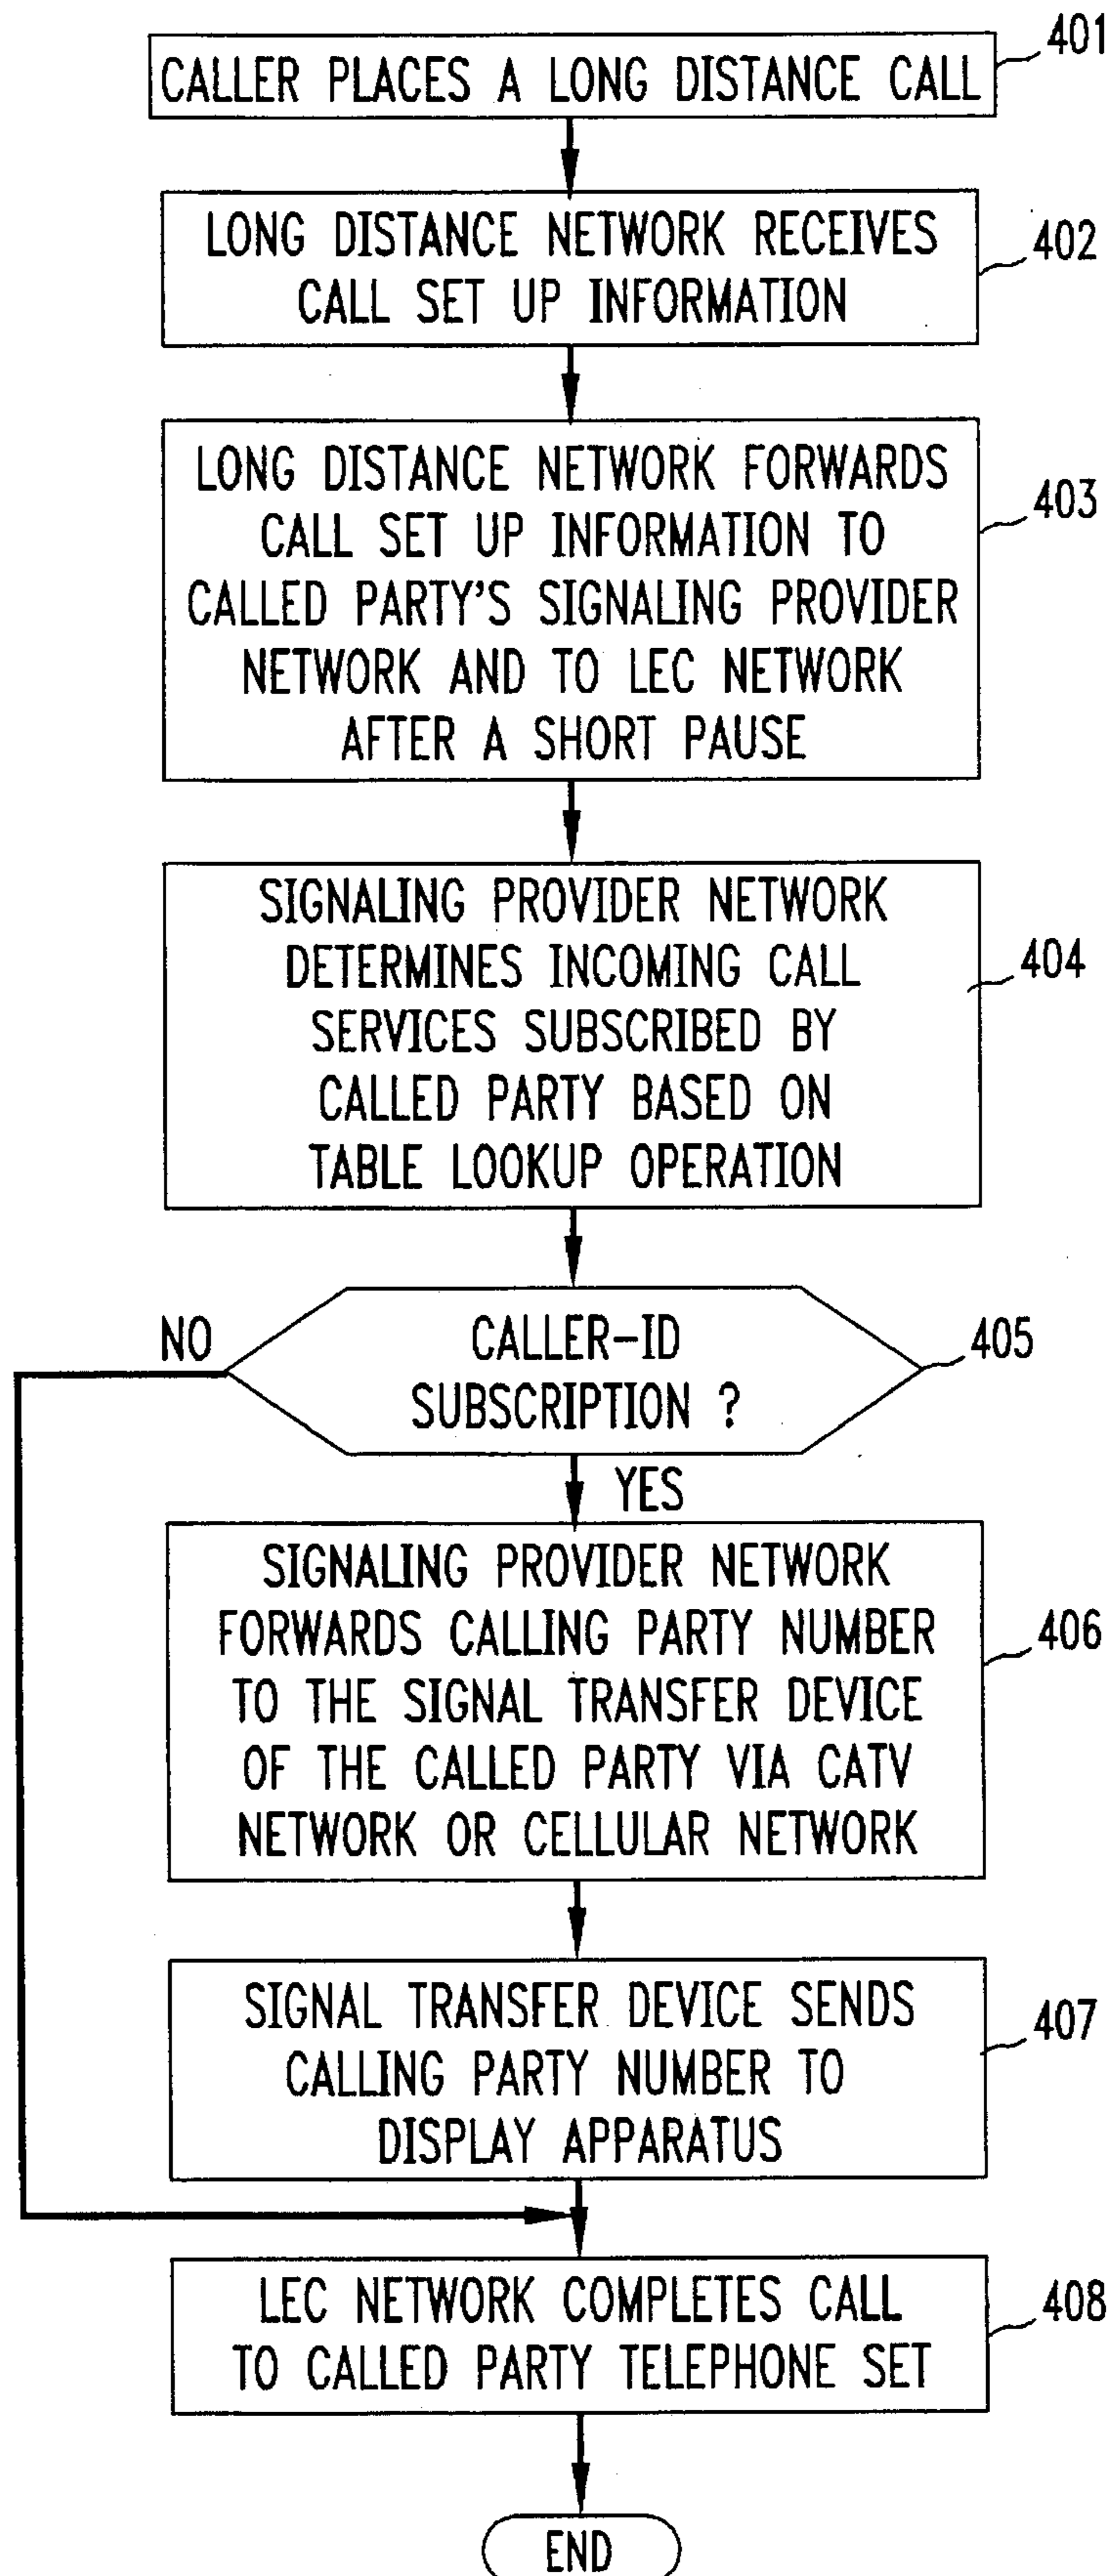 CALLER PLACES A LONG DISTANCE CALL
401
LONG DISTANCE NETWORK RECEIVES
CALL SET UP INFORMATION
402
LONG DISTANCE NETWORK FORWARDS
CALL SET UP INFORMATION TO
CALLED PARTY'S SIGNALING PROVIDER
NETWORK AND TO LEC NETWORK
AFTER A SHORT PAUSE
403
SIGNALING PROVIDER NETWORK
DETERMINES INCOMING CALL
SERVICES SUBSCRIBED BY
CALLED PARTY BASED ON
TABLE LOOKUP OPERATION
404
NO
CALLER-ID
SUBSCRIPTION ?
405
YES
SIGNALING PROVIDER NETWORK
FORWARDS CALLING PARTY NUMBER
TO THE SIGNAL TRANSFER DEVICE
OF THE CALLED PARTY VIA CATV
NETWORK OR CELLULAR NETWORK
406
SIGNAL TRANSFER DEVICE SENDS
CALLING PARTY NUMBER TO
DISPLAY APPARATUS
407
LEC NETWORK COMPLETES CALL
TO CALLED PARTY TELEPHONE SET
408
END